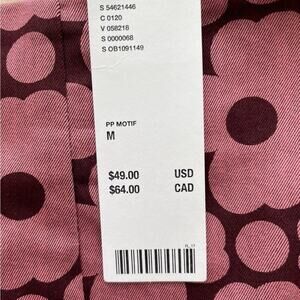 S 54621446
C 0120
V 058218
S 0000068
S OB1091149
PP MOTIF
M
$49.00 USD
$64.00 CAD